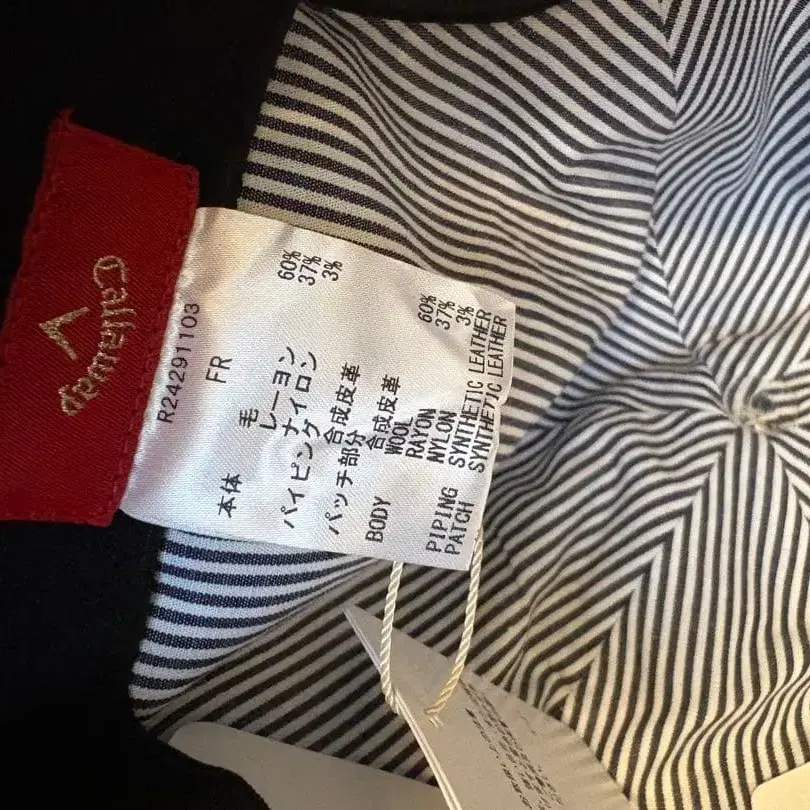 Callaway
R24291103
FR
本体 毛 60%
レーヨン 37%
ナイロン 3%
パイピング 合成皮革
パッチ部分 合成皮革
BODY WOOL 60%
RAYON 37%
NYLON 3%
PIPING SYNTHETIC LEATHER
PATCH SYNTHETIC LEATHER